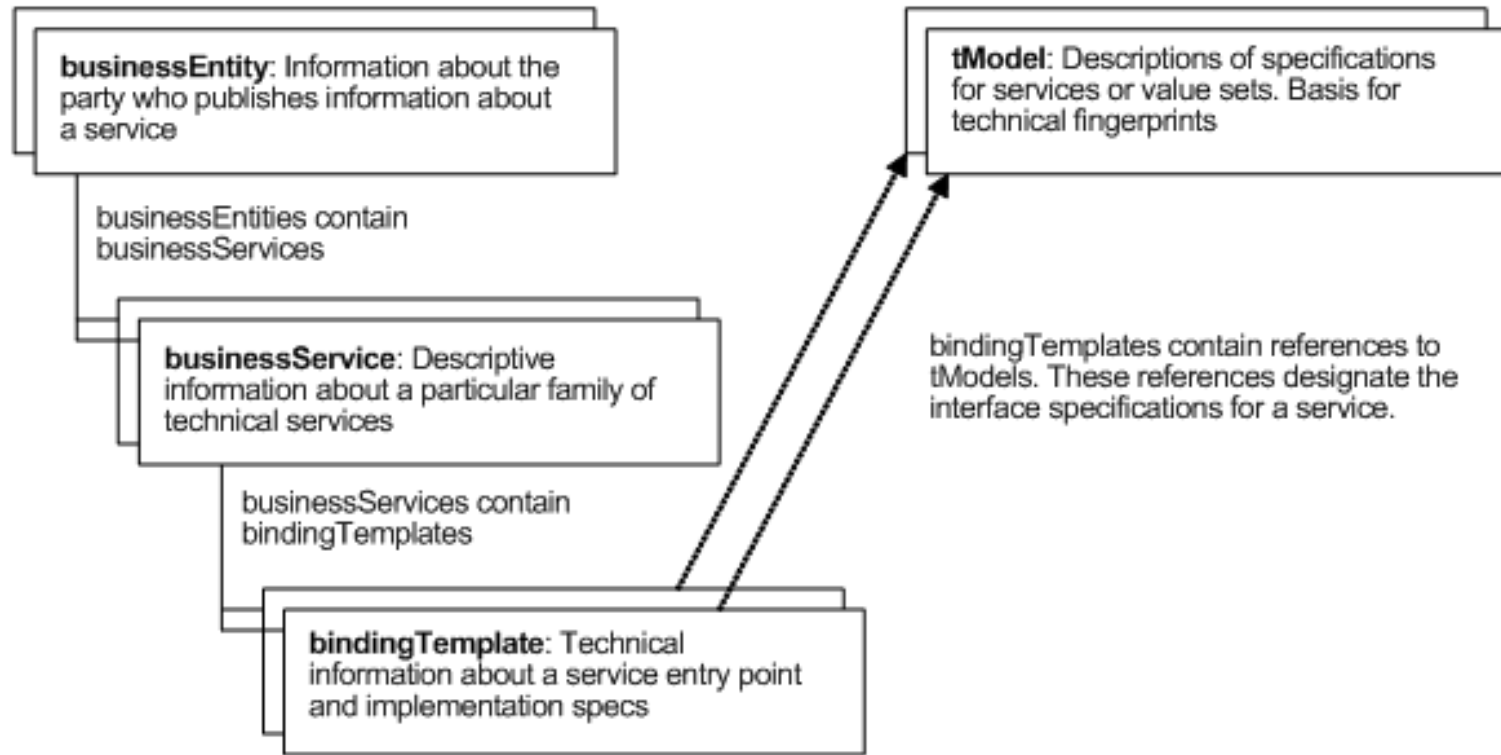 businessEntity: Information about the
party who publishes information about
a service
tModel: Descriptions of specifications
for services or value sets. Basis for
technical fingerprints
businessEntities contain
businessServices
businessService: Descriptive
information about a particular family of
technical services
bindingTemplates contain references to
tModels. These references designate the
interface specifications for a service.
businessServices contain
bindingTemplates
bindingTemplate: Technical
information about a service entry point
and implementation specs